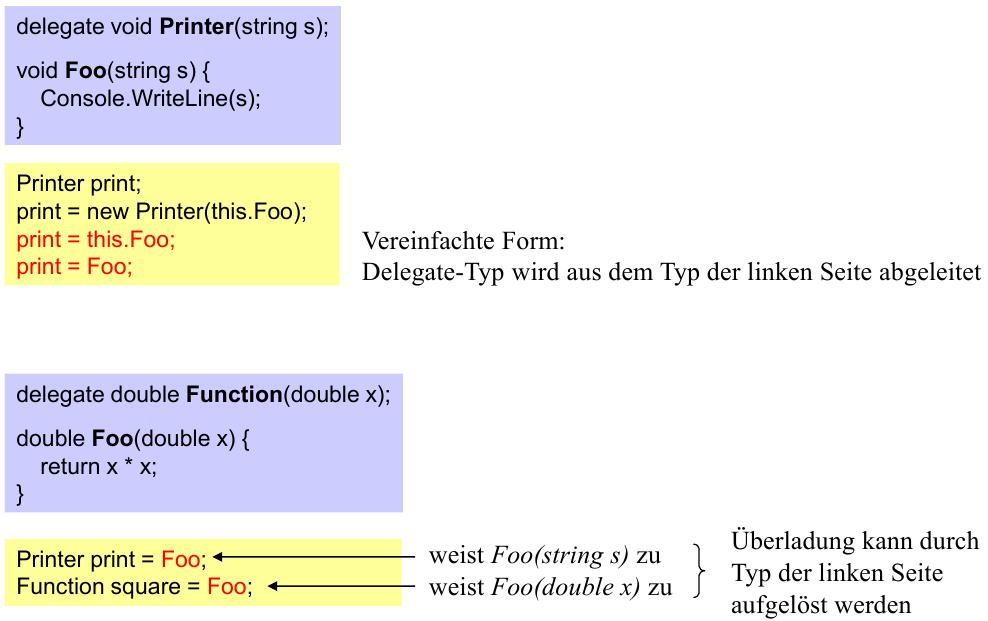 delegate void Printer(string s);
void Foo(string s) {
Console.WriteLine(s);
}
Printer print;
print = new Printer(this.Foo);
print = this.Foo;
print = Foo;
Vereinfachte Form:
Delegate-Typ wird aus dem Typ der linken Seite abgeleitet
delegate double Function(double x);
double Foo(double x) {
return x * x;
}
Printer print = Foo;
Function square = Foo;
weist Foo(string s) zu
weist Foo(double x) zu
Überladung kann durch
Typ der linken Seite
aufgelöst werden